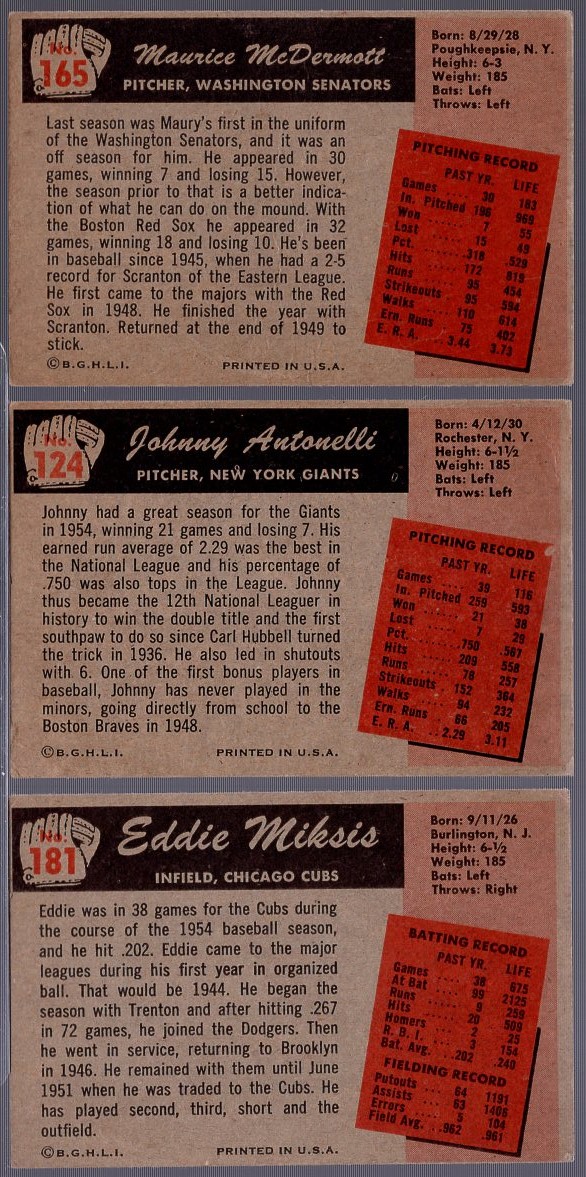 No.
165
Maurice McDermott
PITCHER, WASHINGTON SENATORS
Born: 8/29/28
Poughkeepsie, N. Y.
Height: 6-3
Weight: 185
Bats: Left
Throws: Left
Last season was Maury's first in the uniform
of the Washington Senators, and it was an
off season for him. He appeared in 30
games, winning 7 and losing 15. However,
the season prior to that is a better indica-
tion of what he can do on the mound. With
the Boston Red Sox he appeared in 32
games, winning 18 and losing 10. He's been
in baseball since 1945, when he had a 2-5
record for Scranton of the Eastern League.
He first came to the majors with the Red
Sox in 1948. He finished the year with
Scranton. Returned at the end of 1949 to
stick.
PITCHING RECORD
PAST YR. LIFE
Games 30 183
In. Pitched 196 969
Won 7 55
Lost 15 49
Pct. .318 .529
Hits 172 819
Runs 95 454
Strikeouts 95 594
Walks 110 614
Ern. Runs 75 402
E. R. A. 3.44 3.73
©B.G.H.L.I. PRINTED IN U.S.A.
No.
124
Johnny Antonelli
PITCHER, NEW YORK GIANTS
Born: 4/12/30
Rochester, N. Y.
Height: 6-1½
Weight: 185
Bats: Left
Throws: Left
Johnny had a great season for the Giants
in 1954, winning 21 games and losing 7. His
earned run average of 2.29 was the best in
the National League and his percentage of
.750 was also tops in the League. Johnny
thus became the 12th National Leaguer in
history to win the double title and the first
southpaw to do so since Carl Hubbell turned
the trick in 1936. He also led in shutouts
with 6. One of the first bonus players in
baseball, Johnny has never played in the
minors, going directly from school to the
Boston Braves in 1948.
PITCHING RECORD
PAST YR. LIFE
Games 39 116
In. Pitched 259 593
Won 21 38
Lost 7 29
Pct. .750 .567
Hits 209 558
Runs 78 257
Strikeouts 152 364
Walks 94 232
Ern. Runs 66 205
E. R. A. 2.29 3.11
©B.G.H.L.I. PRINTED IN U.S.A.
No.
181
Eddie Miksis
INFIELD, CHICAGO CUBS
Born: 9/11/26
Burlington, N. J.
Height: 6-½
Weight: 185
Bats: Left
Throws: Right
Eddie was in 38 games for the Cubs during
the course of the 1954 baseball season,
and he hit .202. Eddie came to the major
leagues during his first year in organized
ball. That would be 1944. He began the
season with Trenton and after hitting .267
in 72 games, he joined the Dodgers. Then
he went in service, returning to Brooklyn
in 1946. He remained with them until June
1951 when he was traded to the Cubs. He
has played second, third, short and the
outfield.
BATTING RECORD
PAST YR. LIFE
Games 38 675
At Bat 99 2125
Runs 9 259
Hits 20 509
Homers 2 25
R. B. I. 3 154
Bat. Avg. .202 .240
FIELDING RECORD
Putouts 64 1191
Assists 63 1406
Errors 5 104
Field Avg. .962 .961
©B.G.H.L.I. PRINTED IN U.S.A.